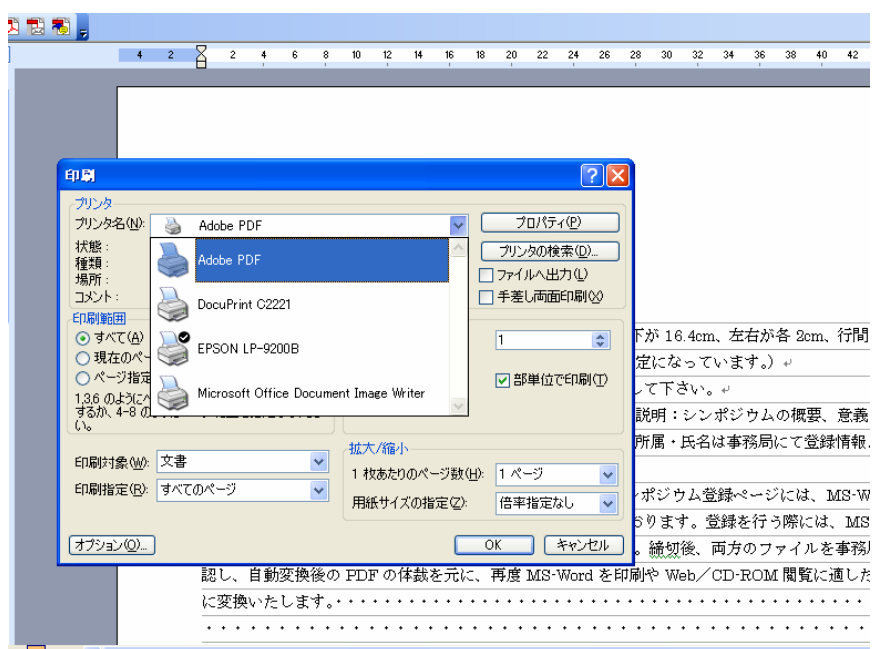 4 2 2 4 6 8 10 12 14 16 18 20 22 24 26 28 30 32 34 36 38 40 42
印刷
プリンタ
プリンタ名(N): Adobe PDF プロパティ(P)
状態: Adobe PDF プリンタの検索(D)...
種類:
場所: ファイルへ出力(L)
コメント: DocuPrint C2221 手差し両面印刷(X)
印刷範囲
すべて(A) EPSON LP-9200B 1
現在のペー
ページ指定 Microsoft Office Document Image Writer 部単位で印刷(T)
1,3,6 のように
するか、4-8 の
い。
拡大/縮小
印刷対象(W): 文書 1 枚あたりのページ数(H): 1 ページ
印刷指定(R): すべてのページ 用紙サイズの指定(Z): 倍率指定なし
オプション(O)... OK キャンセル
下が 16.4cm、左右が各 2cm、行間
定になっています。)
して下さい。
説明:シンポジウムの概要、意義
所属・氏名は事務局にて登録情報
ンポジウム登録ページには、MS-W
おります。登録を行う際には、MS
。締切後、両方のファイルを事務
認し、自動変換後の PDF の体裁を元に、再度 MS-Word を印刷や Web/CD-ROM 閲覧に適した
に変換いたします。